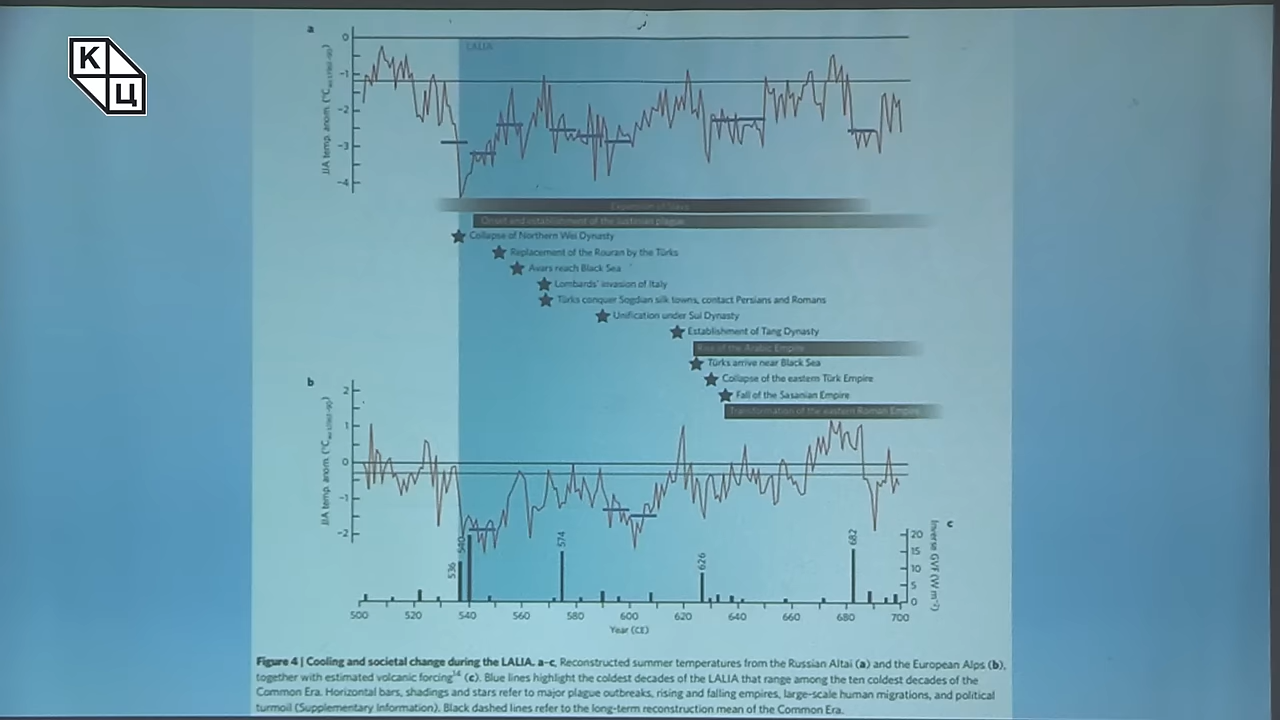 К
Ц
a
0
-1
-2
-3
-4
JJA temp. anom. (°C
LALIA
Expansion of Slavs
Onset and establishment of the Justinian plague
Collapse of Northern Wei Dynasty
Replacement of the Rouran by the Türks
Avars reach Black Sea
Lombards' invasion of Italy
Türks conquer Sogdian silk towns, contact Persians and Romans
Unification under Sui Dynasty
Establishment of Tang Dynasty
Rise of the Arabic Empire
Türks arrive near Black Sea
Collapse of the eastern Türk Empire
Fall of the Sasanian Empire
Transformation of the eastern Roman Empire
b
2
1
0
-1
-2
JJA temp. anom. (°C
536
540
574
626
682
c
20
15
10
5
0
Inverse GVF (W m⁻²)
500 520 540 560 580 600 620 640 660 680 700
Year (CE)
Figure 4 | Cooling and societal change during the LALIA. a–c, Reconstructed summer temperatures from the Russian Altai (a) and the European Alps (b),
together with estimated volcanic forcing¹⁴ (c). Blue lines highlight the coldest decades of the LALIA that range among the ten coldest decades of the
Common Era. Horizontal bars, shadings and stars refer to major plague outbreaks, rising and falling empires, large-scale human migrations, and political
turmoil (Supplementary Information). Black dashed lines refer to the long-term reconstruction mean of the Common Era.